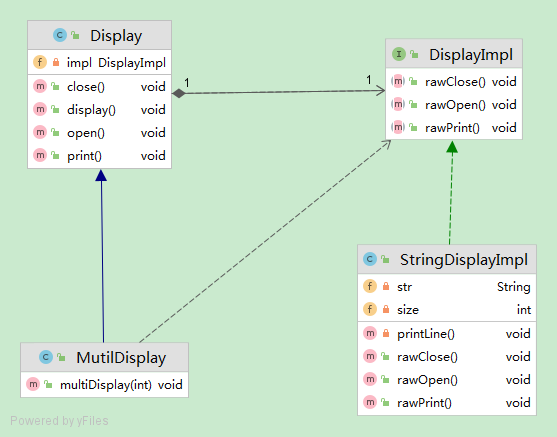 Display
impl DisplayImpl
close() void
display() void
open() void
print() void
1
1
DisplayImpl
rawClose() void
rawOpen() void
rawPrint() void
StringDisplayImpl
str String
size int
printLine() void
rawClose() void
rawOpen() void
rawPrint() void
MutilDisplay
multiDisplay(int) void
Powered by yFiles